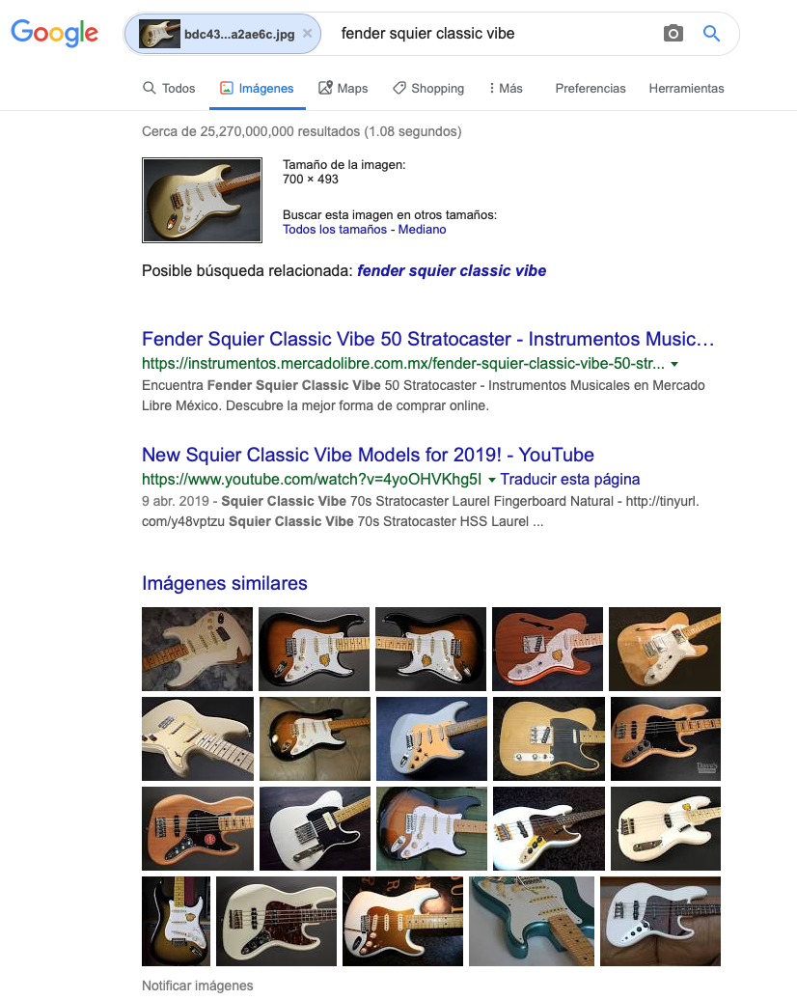 Google
bdc43...a2ae6c.jpg × fender squier classic vibe
Todos Imágenes Maps Shopping Más Preferencias Herramientas
Cerca de 25,270,000,000 resultados (1.08 segundos)
Tamaño de la imagen:
700 × 493
Buscar esta imagen en otros tamaños:
Todos los tamaños - Mediano
Posible búsqueda relacionada: fender squier classic vibe
Fender Squier Classic Vibe 50 Stratocaster - Instrumentos Music...
https://instrumentos.mercadolibre.com.mx/fender-squier-classic-vibe-50-str...
Encuentra Fender Squier Classic Vibe 50 Stratocaster - Instrumentos Musicales en Mercado
Libre México. Descubre la mejor forma de comprar online.
New Squier Classic Vibe Models for 2019! - YouTube
https://www.youtube.com/watch?v=4yoOHVKhg5I Traducir esta página
9 abr. 2019 - Squier Classic Vibe 70s Stratocaster Laurel Fingerboard Natural - http://tinyurl.
com/y48vptzu Squier Classic Vibe 70s Stratocaster HSS Laurel ...
Imágenes similares
Notificar imágenes